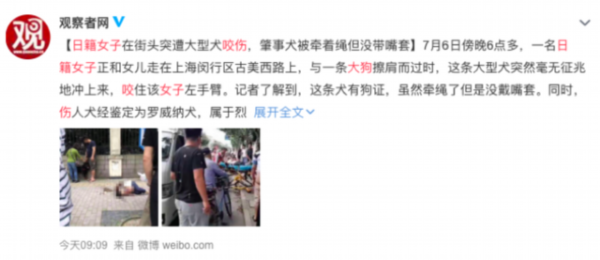 观
观察者网
【日籍女子在街头突遭大型犬咬伤，肇事犬被牵着绳但没带嘴套】7月6日傍晚6点多，一名日
籍女子正和女儿走在上海闵行区古美西路上，与一条大狗擦肩而过时，这条大型犬突然毫无征兆
地冲上来，咬住该女子左手臂。记者了解到，这条犬有狗证，虽然牵绳了但是没戴嘴套。同时，
伤人犬经鉴定为罗威纳犬，属于烈 展开全文
今天09:09 来自 微博 weibo.com